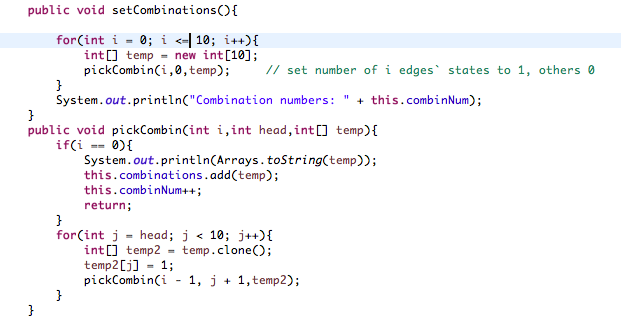 public void setCombinations(){
for(int i = 0; i <= 10; i++){
int[] temp = new int[10];
pickCombin(i,0,temp);     // set number of i edges` states to 1, others 0
}
System.out.println("Combination numbers: " + this.combinNum);
}
public void pickCombin(int i,int head,int[] temp){
if(i == 0){
System.out.println(Arrays.toString(temp));
this.combinations.add(temp);
this.combinNum++;
return;
}
for(int j = head; j < 10; j++){
int[] temp2 = temp.clone();
temp2[j] = 1;
pickCombin(i - 1, j + 1,temp2);
}
}